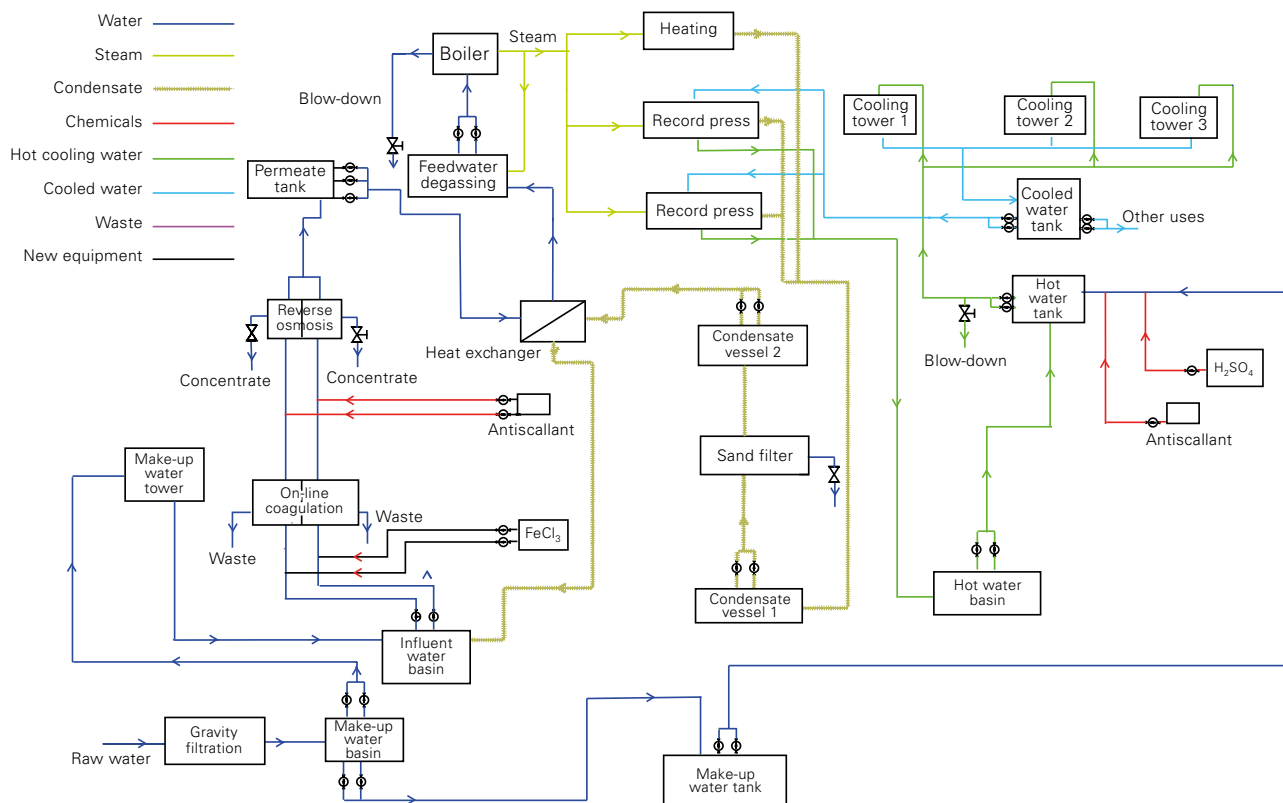 Water
Steam
Condensate
Chemicals
Hot cooling water
Cooled water
Waste
New equipment
Boiler
Steam
Blow-down
Feedwater
degassing
Permeate
tank
Heating
Record press
Record press
Cooling
tower 1
Cooling
tower 2
Cooling
tower 3
Cooled
water
tank
Other uses
Hot
water
tank
Blow-down
H₂SO₄
Antiscallant
Reverse
osmosis
Concentrate
Concentrate
Heat exchanger
Condensate
vessel 2
Antiscallant
Sand filter
Make-up
water
tower
On-line
coagulation
Waste
Waste
FeCl₃
Condensate
vessel 1
Hot water
basin
Influent
water
basin
Raw water
Gravity
filtration
Make-up
water
basin
Make-up
water tank